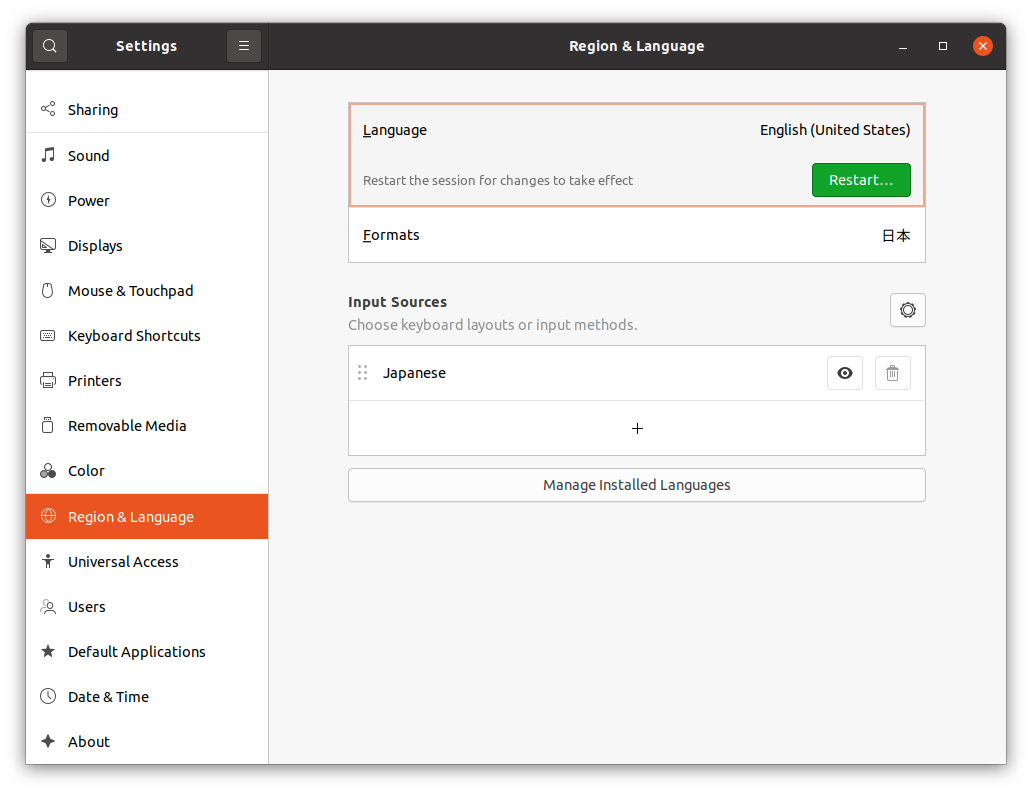 Settings
Region & Language
Sharing
Sound
Power
Displays
Mouse & Touchpad
Keyboard Shortcuts
Printers
Removable Media
Color
Region & Language
Universal Access
Users
Default Applications
Date & Time
About
Language English (United States)
Restart the session for changes to take effect Restart…
Formats 日本
Input Sources
Choose keyboard layouts or input methods.
Japanese
+
Manage Installed Languages